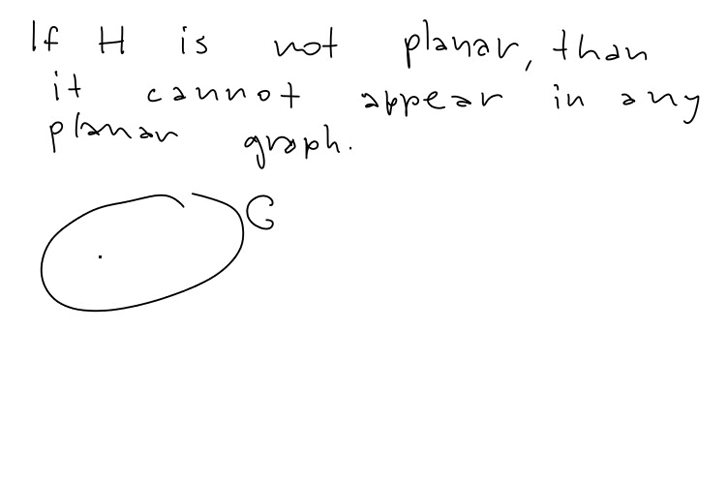 If H is not planar, than
it cannot appear in any
planar graph.
G